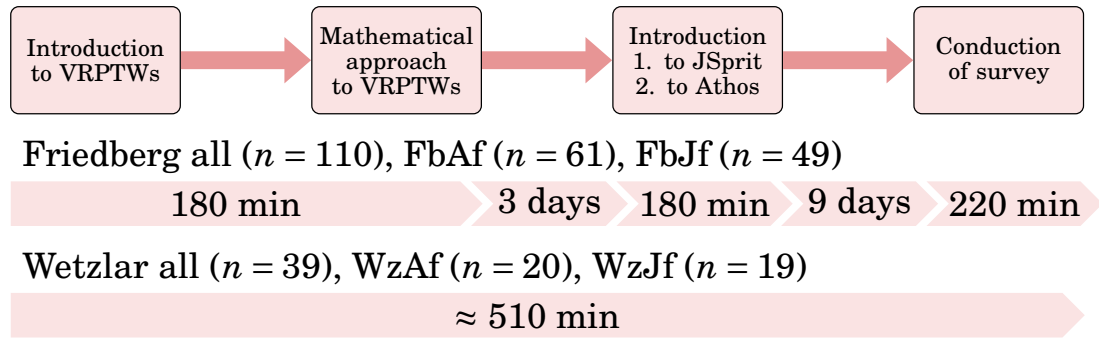 Introduction
to VRPTWs
Mathematical
approach
to VRPTWs
Introduction
1. to JSprit
2. to Athos
Conduction
of survey
Friedberg all (n = 110), FbAf (n = 61), FbJf (n = 49)
180 min 3 days 180 min 9 days 220 min
Wetzlar all (n = 39), WzAf (n = 20), WzJf (n = 19)
≈ 510 min